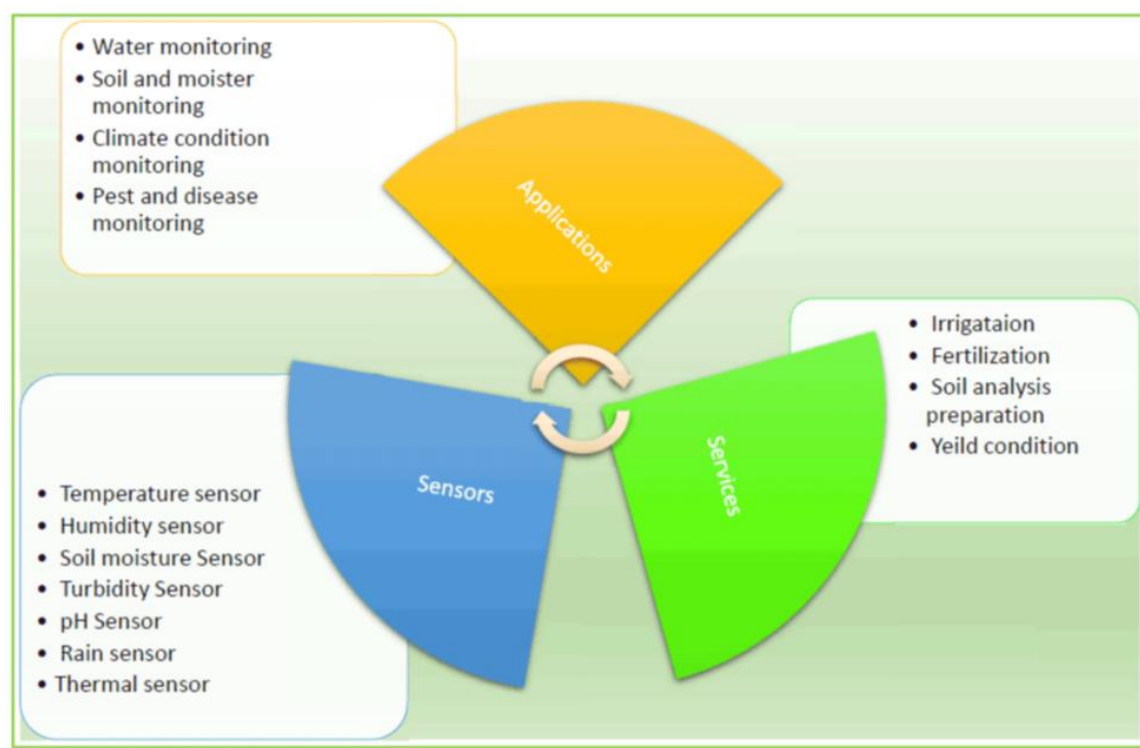 • Water monitoring
• Soil and moister
monitoring
• Climate condition
monitoring
• Pest and disease
monitoring
Applications
• Irrigataion
• Fertilization
• Soil analysis
preparation
• Yeild condition
Services
Sensors
• Temperature sensor
• Humidity sensor
• Soil moisture Sensor
• Turbidity Sensor
• pH Sensor
• Rain sensor
• Thermal sensor